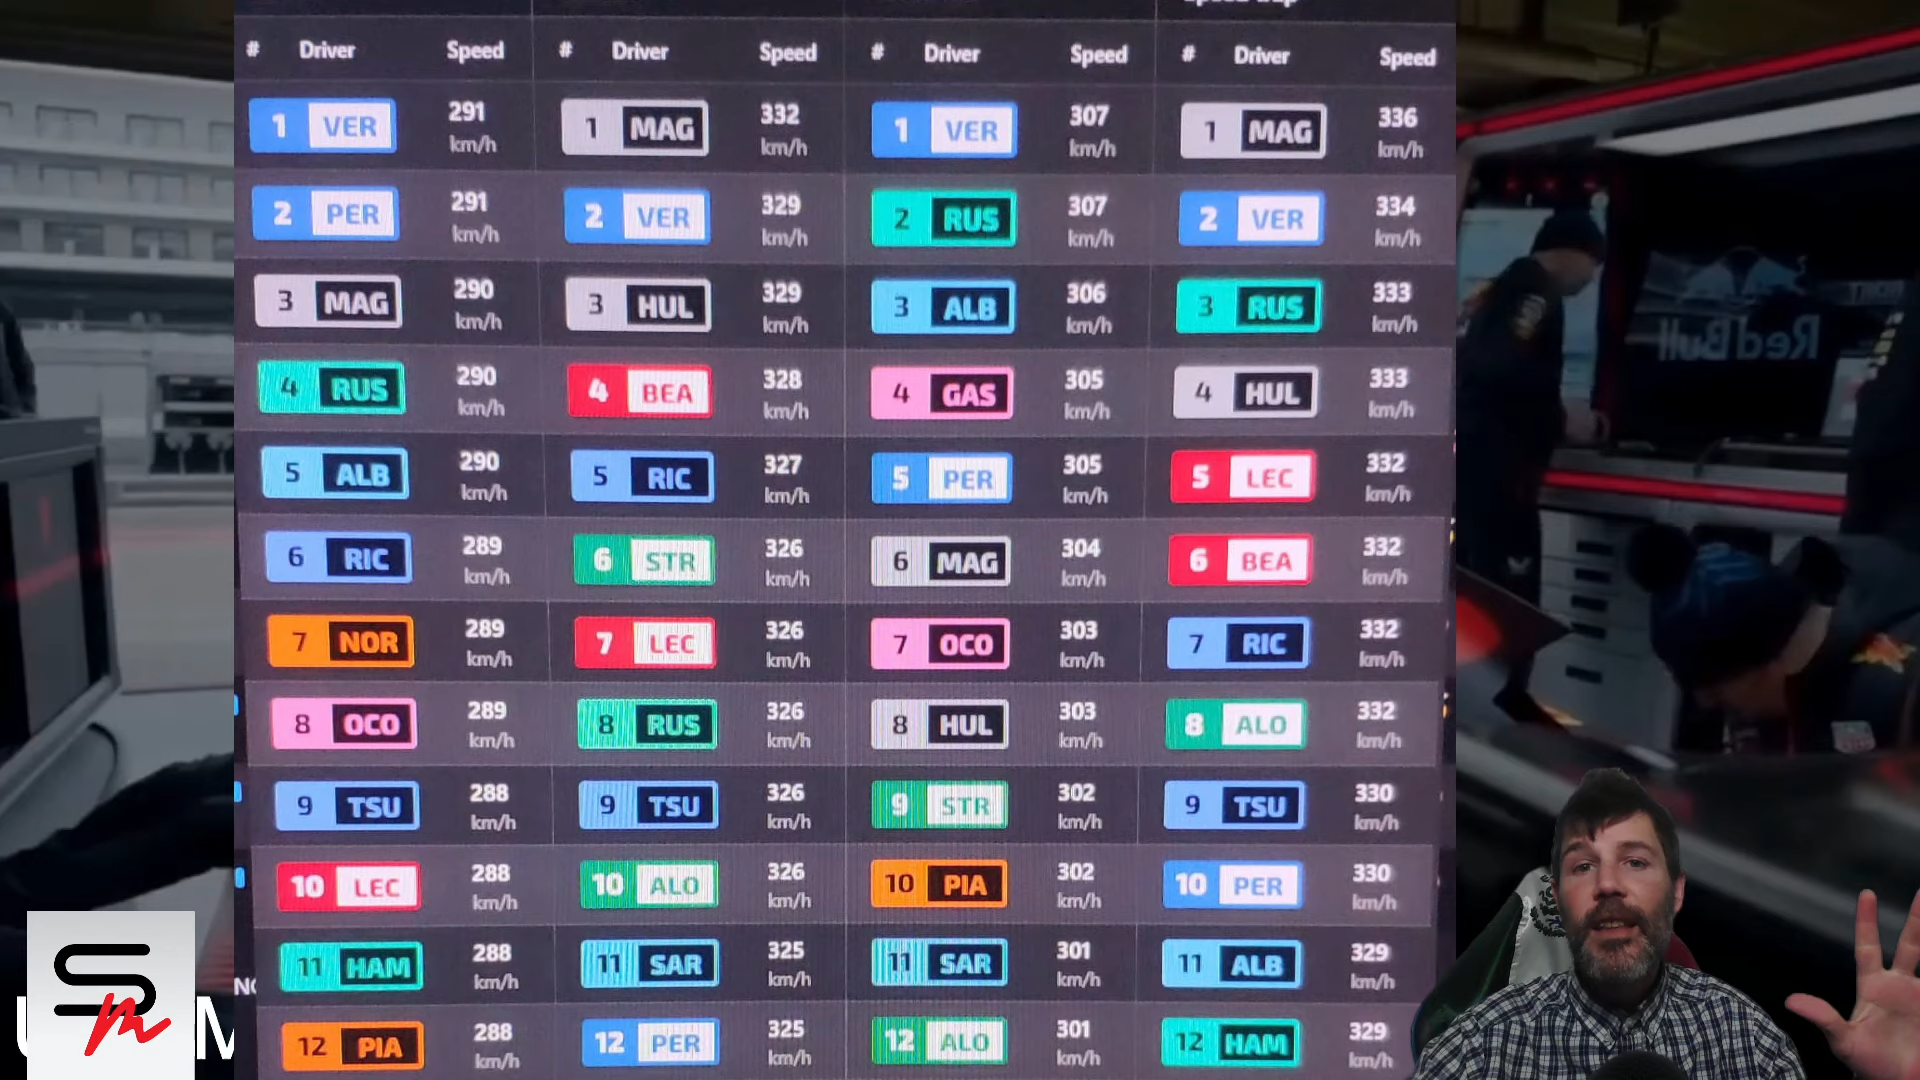 # Driver Speed # Driver Speed # Driver Speed # Driver Speed
1 VER 291 km/h 1 MAG 332 km/h 1 VER 307 km/h 1 MAG 336 km/h
2 PER 291 km/h 2 VER 329 km/h 2 RUS 307 km/h 2 VER 334 km/h
3 MAG 290 km/h 3 HUL 329 km/h 3 ALB 306 km/h 3 RUS 333 km/h
4 RUS 290 km/h 4 BEA 328 km/h 4 GAS 305 km/h 4 HUL 333 km/h
5 ALB 290 km/h 5 RIC 327 km/h 5 PER 305 km/h 5 LEC 332 km/h
6 RIC 289 km/h 6 STR 326 km/h 6 MAG 304 km/h 6 BEA 332 km/h
7 NOR 289 km/h 7 LEC 326 km/h 7 OCO 303 km/h 7 RIC 332 km/h
8 OCO 289 km/h 8 RUS 326 km/h 8 HUL 303 km/h 8 ALO 332 km/h
9 TSU 288 km/h 9 TSU 326 km/h 9 STR 302 km/h 9 TSU 330 km/h
10 LEC 288 km/h 10 ALO 326 km/h 10 PIA 302 km/h 10 PER 330 km/h
11 HAM 288 km/h 11 SAR 325 km/h 11 SAR 301 km/h 11 ALB 329 km/h
12 PIA 288 km/h 12 PER 325 km/h 12 ALO 301 km/h 12 HAM 329 km/h
Red Bull
Sm